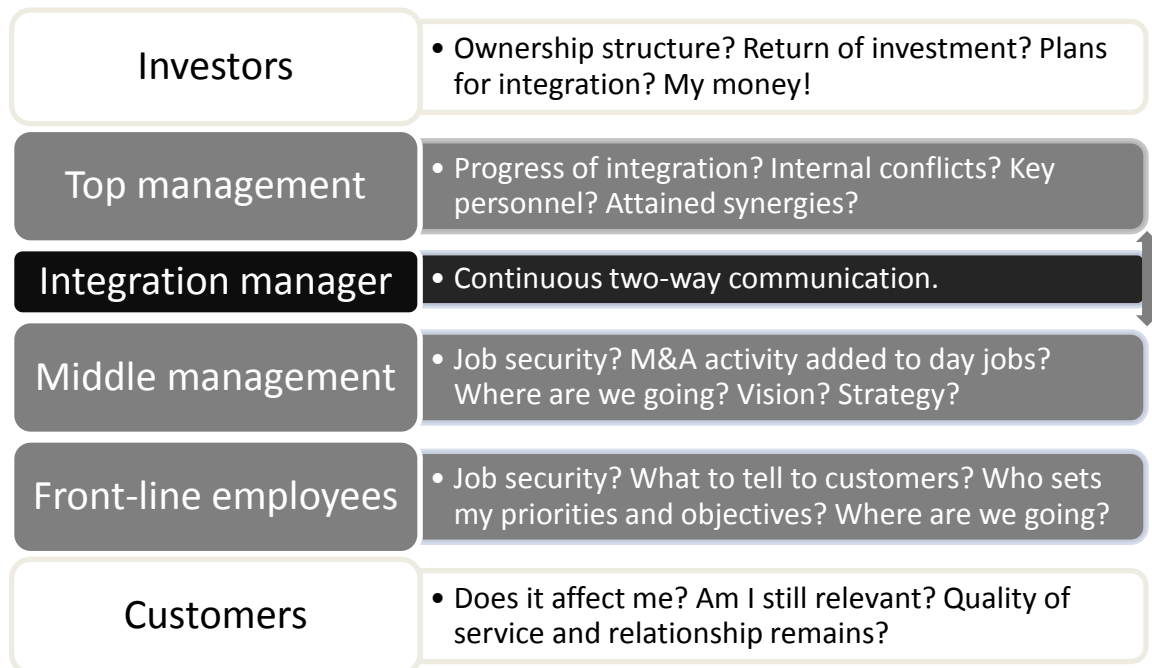 Investors
• Ownership structure? Return of investment? Plans
for integration? My money!
Top management
• Progress of integration? Internal conflicts? Key
personnel? Attained synergies?
Integration manager
• Continuous two-way communication.
Middle management
• Job security? M&A activity added to day jobs?
Where are we going? Vision? Strategy?
Front-line employees
• Job security? What to tell to customers? Who sets
my priorities and objectives? Where are we going?
Customers
• Does it affect me? Am I still relevant? Quality of
service and relationship remains?